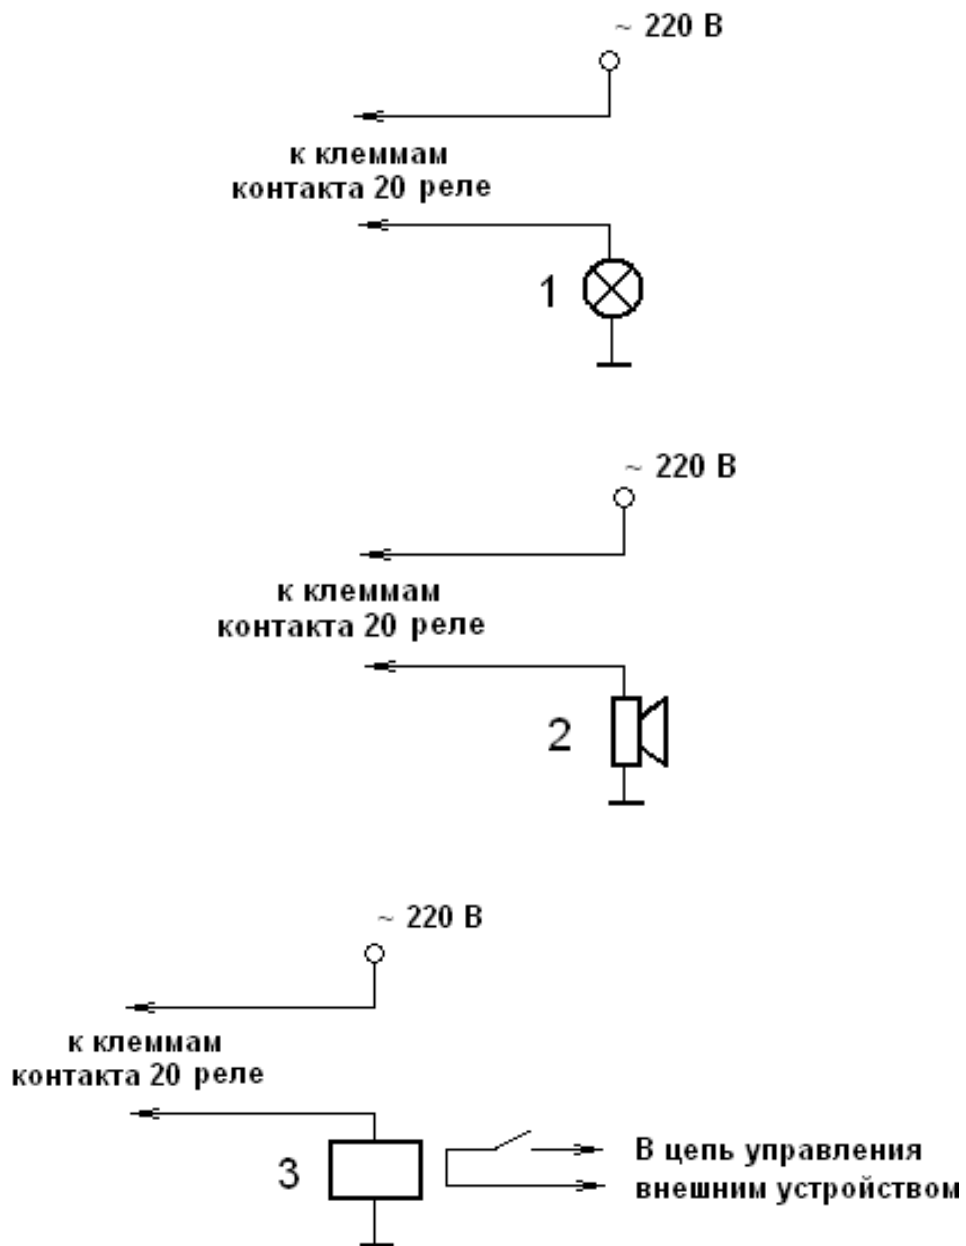 ~ 220 В
к клеммам
контакта 20 реле
1
~ 220 В
к клеммам
контакта 20 реле
2
~ 220 В
к клеммам
контакта 20 реле
3
В цепь управления
внешним устройством